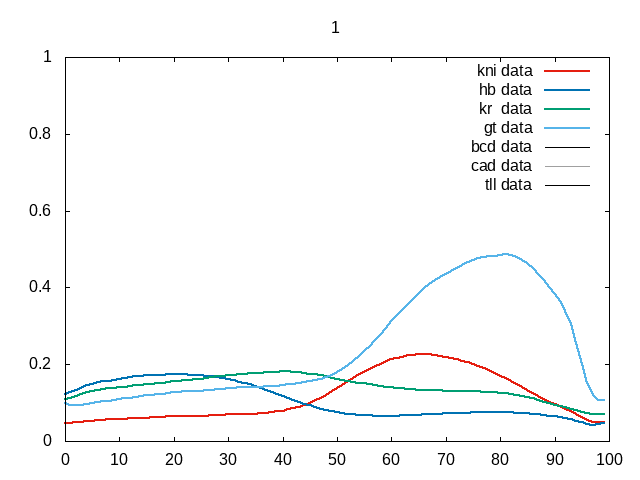 1
1
0.8
0.6
0.4
0.2
0
kni data
hb data
kr  data
gt data
bcd data
cad data
tll data
0 10 20 30 40 50 60 70 80 90 100